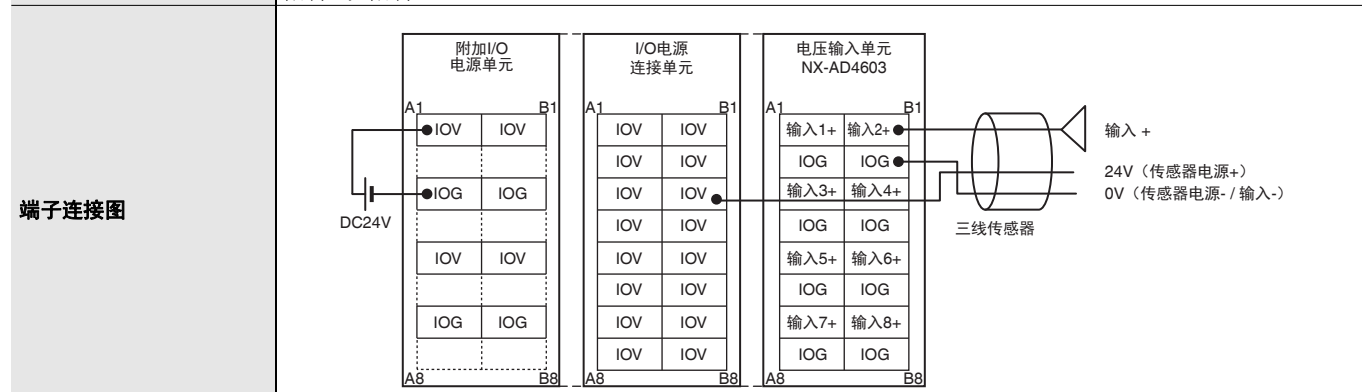 附加I/O
电源单元
I/O电源
连接单元
电压输入单元
NX-AD4603
A1 B1 A1 B1 A1 B1
IOV IOV IOV IOV 输入1+ 输入2+ 输入 +
IOV IOV IOG IOG 24V（传感器电源+）
IOG IOG IOV IOV 输入3+ 输入4+ 0V（传感器电源- / 输入-）
端子连接图
DC24V IOV IOV IOG IOG 三线传感器
IOV IOV IOV IOV 输入5+ 输入6+
IOV IOV IOG IOG
IOG IOG IOV IOV 输入7+ 输入8+
IOV IOV IOG IOG
A8 B8 A8 B8 A8 B8